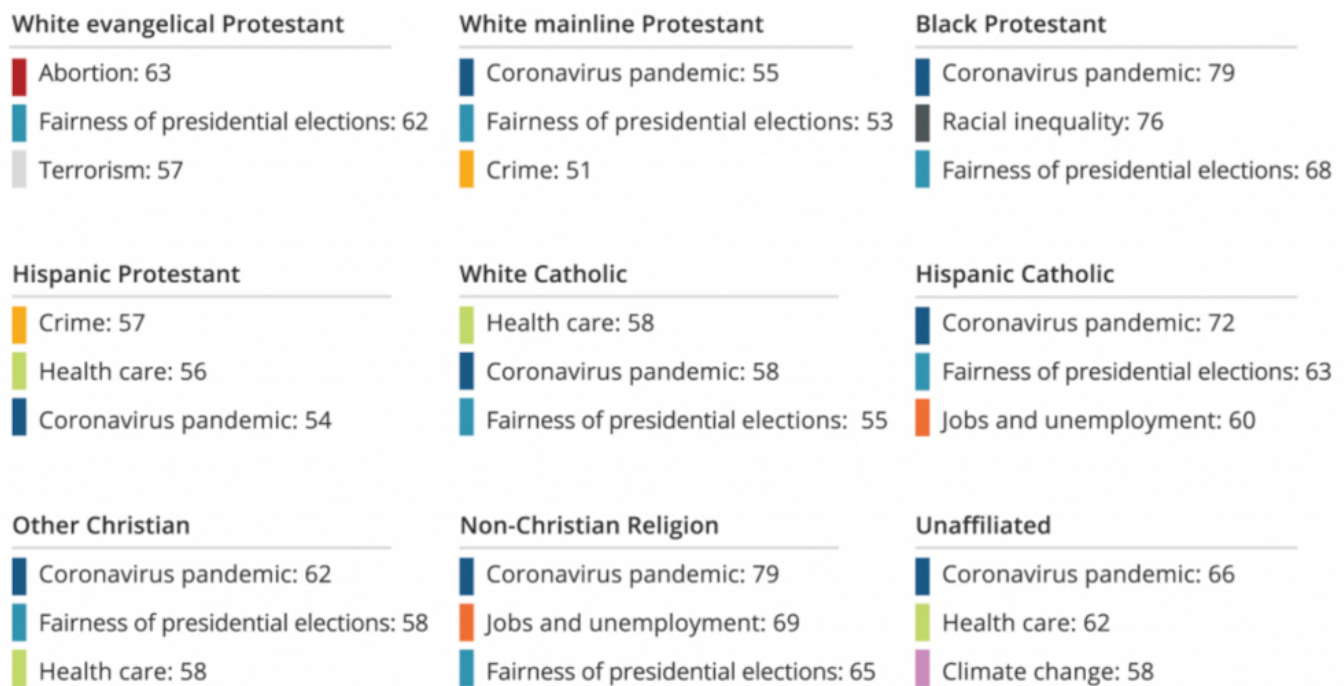 White evangelical Protestant
Abortion: 63
Fairness of presidential elections: 62
Terrorism: 57
White mainline Protestant
Coronavirus pandemic: 55
Fairness of presidential elections: 53
Crime: 51
Black Protestant
Coronavirus pandemic: 79
Racial inequality: 76
Fairness of presidential elections: 68
Hispanic Protestant
Crime: 57
Health care: 56
Coronavirus pandemic: 54
White Catholic
Health care: 58
Coronavirus pandemic: 58
Fairness of presidential elections: 55
Hispanic Catholic
Coronavirus pandemic: 72
Fairness of presidential elections: 63
Jobs and unemployment: 60
Other Christian
Coronavirus pandemic: 62
Fairness of presidential elections: 58
Health care: 58
Non-Christian Religion
Coronavirus pandemic: 79
Jobs and unemployment: 69
Fairness of presidential elections: 65
Unaffiliated
Coronavirus pandemic: 66
Health care: 62
Climate change: 58